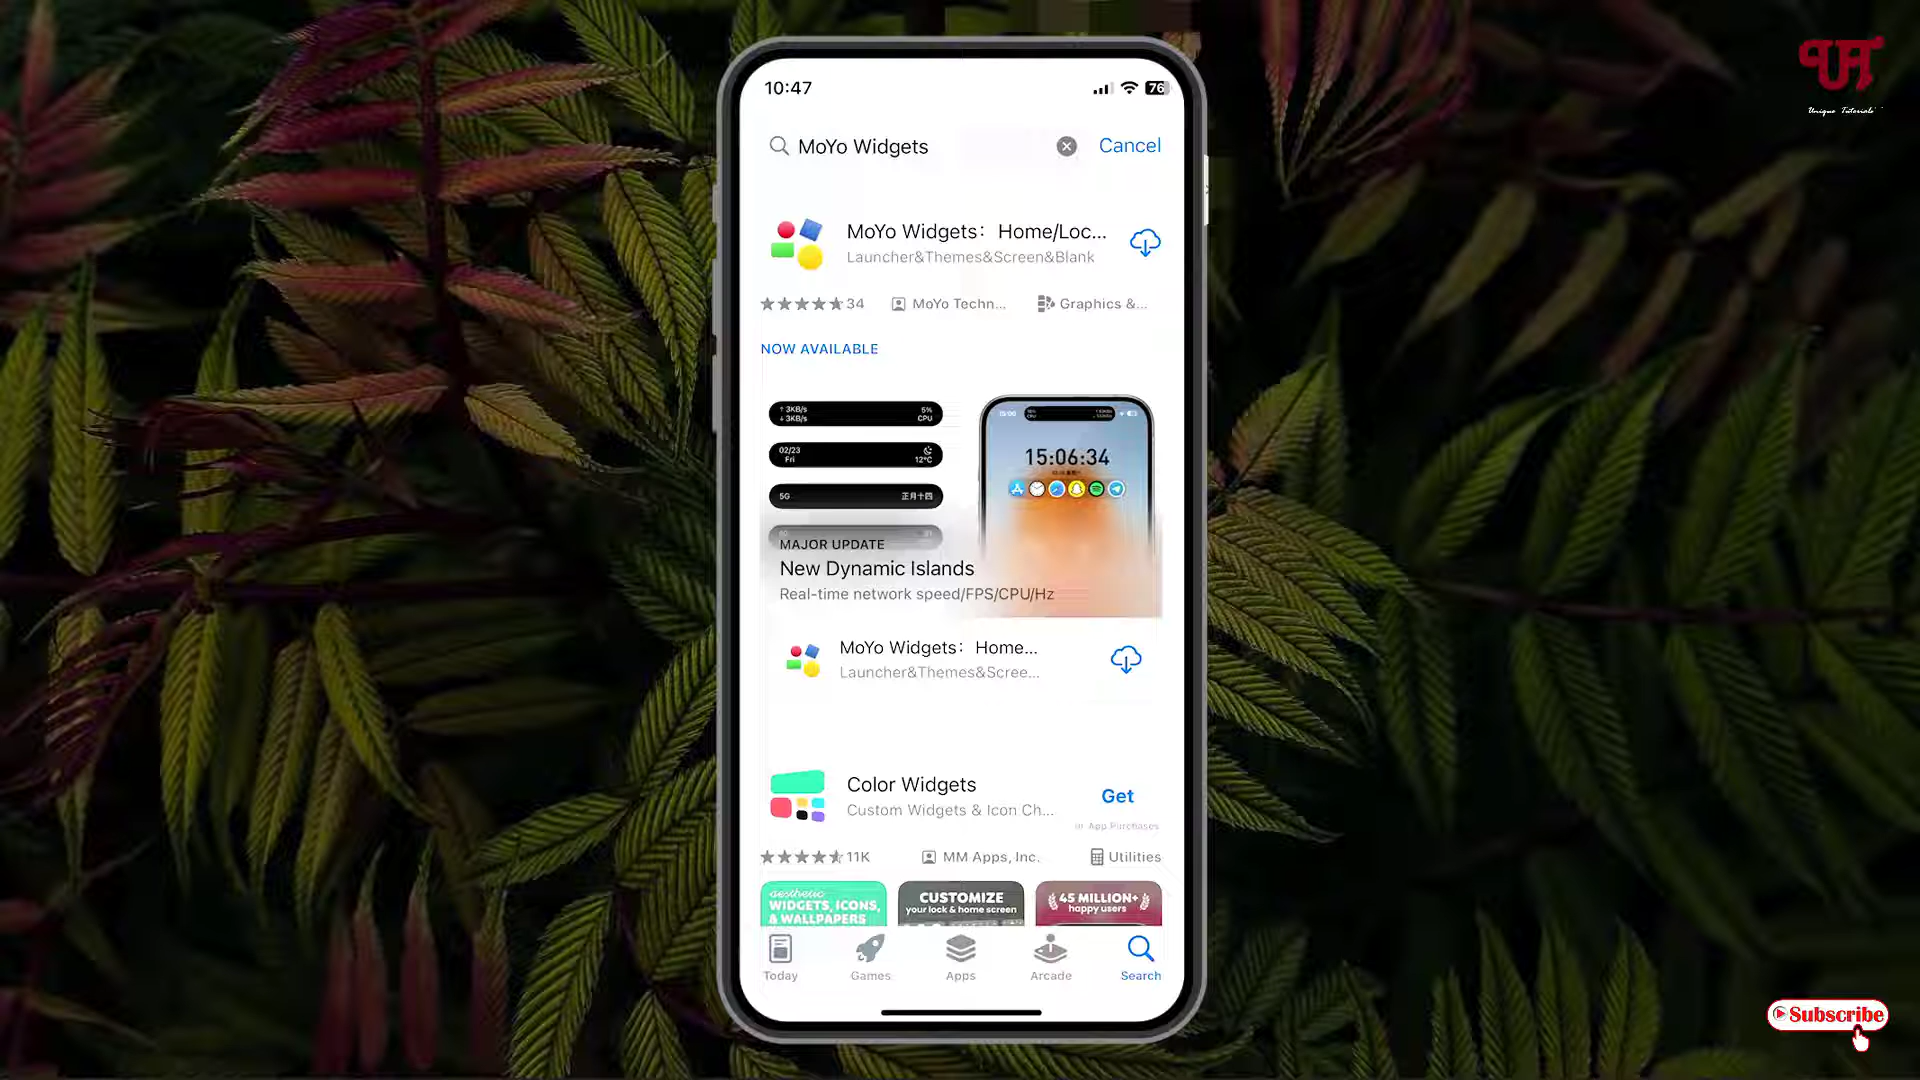 10:47
76
MoYo Widgets
Cancel
MoYo Widgets: Home/Loc...
Launcher&Themes&Screen&Blank
34
MoYo Techn...
Graphics &...
NOW AVAILABLE
↑ 3KB/s
↓ 3KB/s
5%
CPU
02/23
Fri
12°C
5G
正月十四
15:06:34
MAJOR UPDATE
New Dynamic Islands
Real-time network speed/FPS/CPU/Hz
MoYo Widgets: Home...
Launcher&Themes&Scree...
Color Widgets
Custom Widgets & Icon Ch...
Get
In-App Purchases
11K
MM Apps, Inc.
Utilities
aesthetic
WIDGETS, ICONS,
& WALLPAPERS
CUSTOMIZE
your lock & home screen
45 MILLION+
happy users
Today
Games
Apps
Arcade
Search
Unique Tutorials
Subscribe